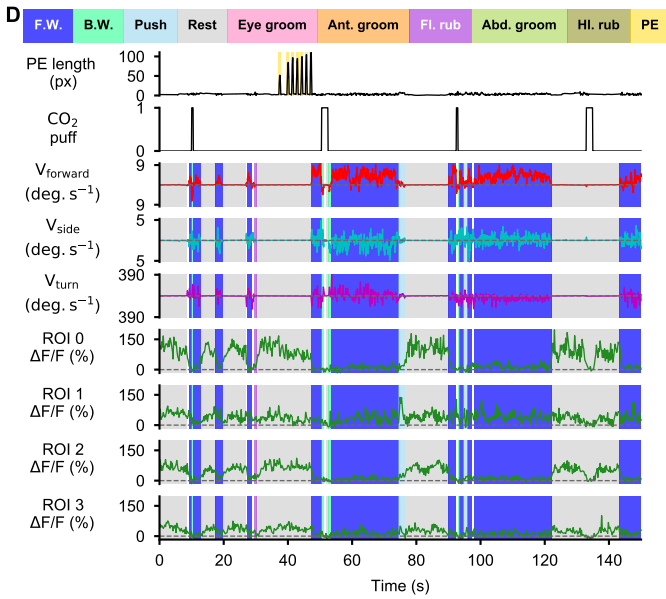 D
F.W. B.W. Push Rest Eye groom Ant. groom Fl. rub Abd. groom Hl. rub PE
PE length
(px)
100
50
0
CO2
puff
1
0
Vforward
(deg. s−1)
9
9
Vside
(deg. s−1)
5
5
Vturn
(deg. s−1)
390
390
ROI 0
ΔF/F (%)
150
0
ROI 1
ΔF/F (%)
150
0
ROI 2
ΔF/F (%)
150
0
ROI 3
ΔF/F (%)
150
0
0 20 40 60 80 100 120 140
Time (s)